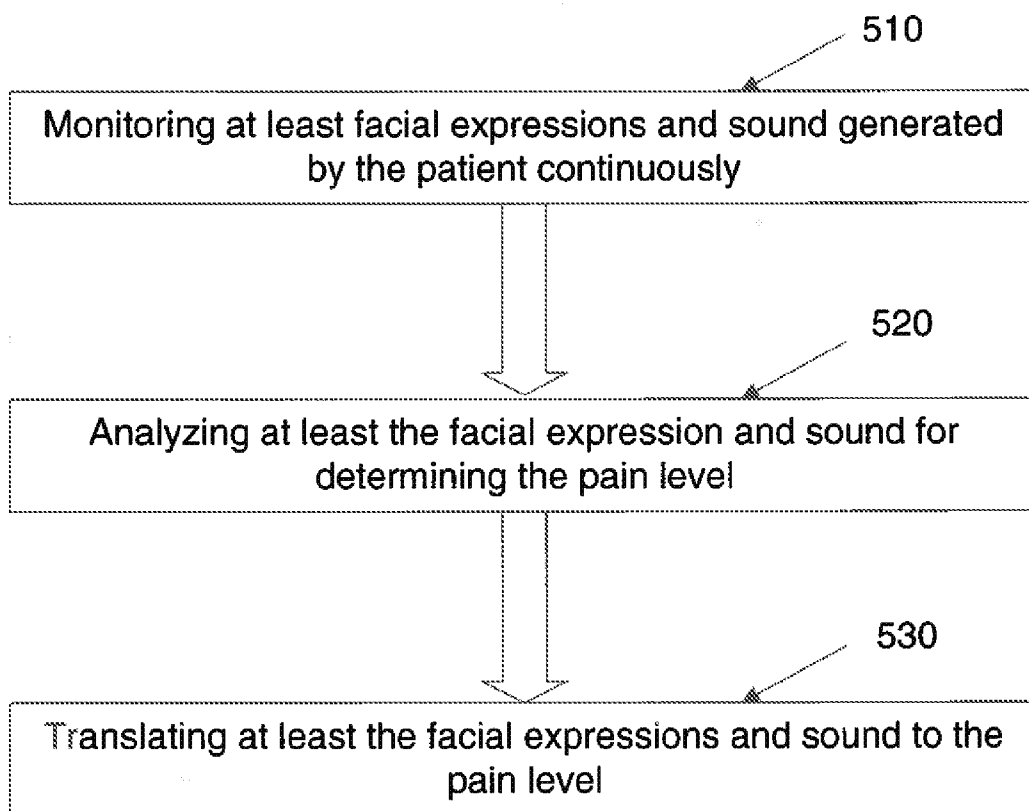 510
Monitoring at least facial expressions and sound generated
by the patient continuously
520
Analyzing at least the facial expression and sound for
determining the pain level
530
Translating at least the facial expressions and sound to the
pain level